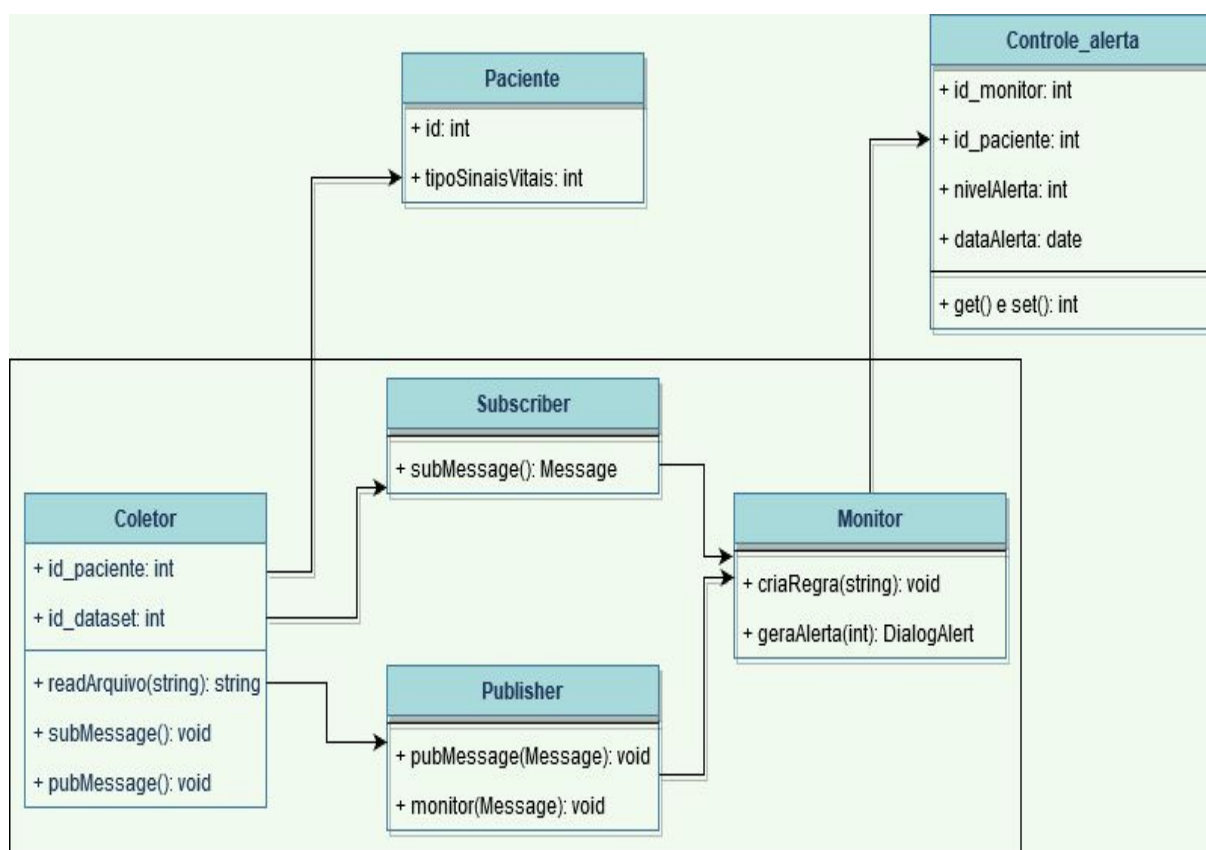 Paciente
+ id: int
+ tipoSinaisVitais: int
Controle_alerta
+ id_monitor: int
+ id_paciente: int
+ nivelAlerta: int
+ dataAlerta: date
+ get() e set(): int
Coletor
+ id_paciente: int
+ id_dataset: int
+ readArquivo(string): string
+ subMessage(): void
+ pubMessage(): void
Subscriber
+ subMessage(): Message
Publisher
+ pubMessage(Message): void
+ monitor(Message): void
Monitor
+ criaRegra(string): void
+ geraAlerta(int): DialogAlert